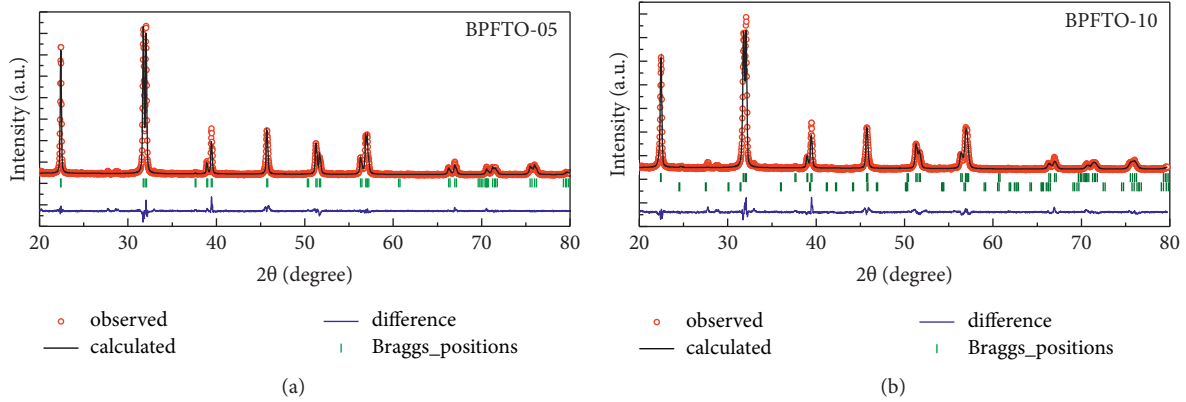 BPFTO-05
Intensity (a.u.)
20 30 40 50 60 70 80
2θ (degree)
observed
difference
calculated
Braggs_positions
(a)
BPFTO-10
Intensity (a.u.)
20 30 40 50 60 70 80
2θ (degree)
observed
difference
calculated
Braggs_positions
(b)